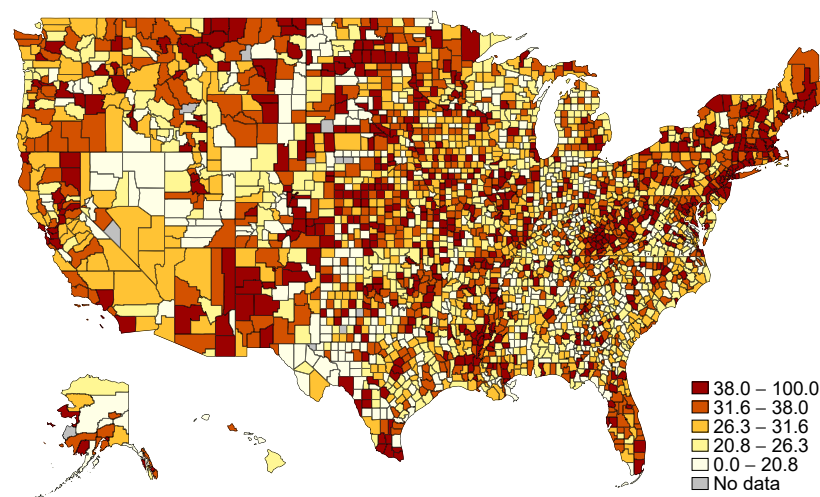 38.0 – 100.0
31.6 – 38.0
26.3 – 31.6
20.8 – 26.3
0.0 – 20.8
No data